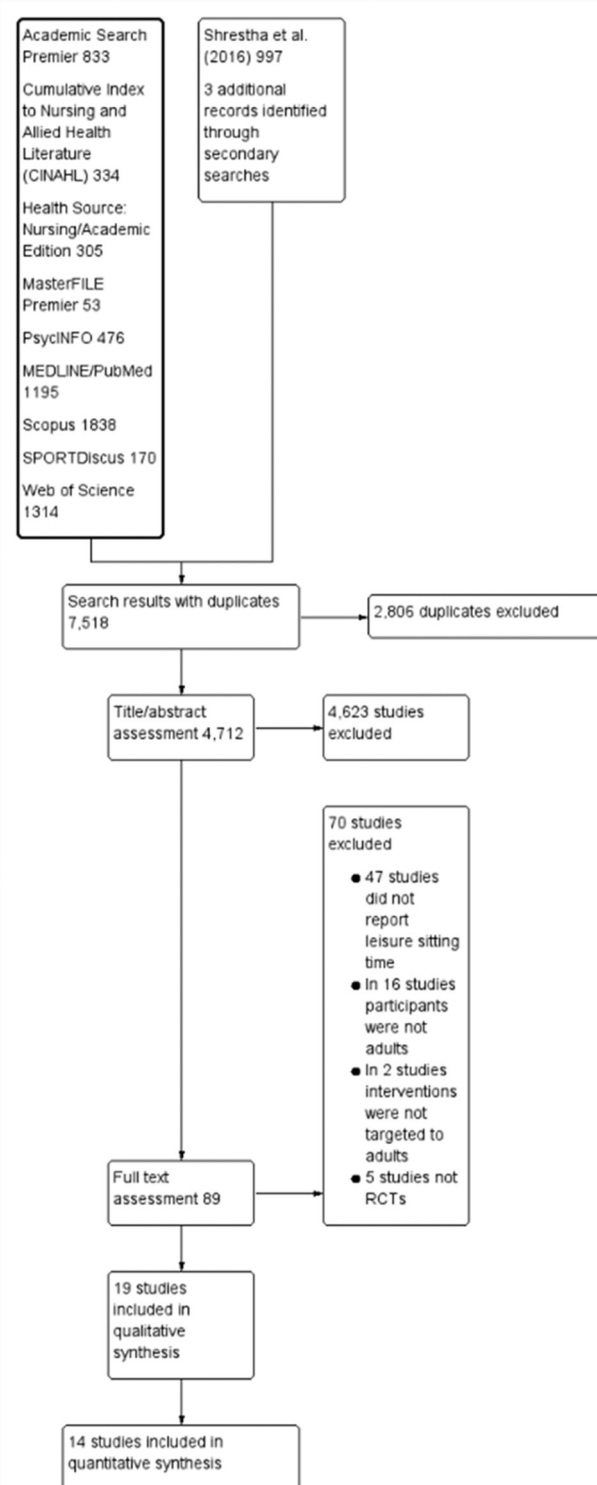 Academic Search
Premier 833
Cumulative Index
to Nursing and
Allied Health
Literature
(CINAHL) 334
Health Source:
Nursing/Academic
Edition 305
MasterFILE
Premier 53
PsycINFO 476
MEDLINE/PubMed
1195
Scopus 1838
SPORTDiscus 170
Web of Science
1314
Shrestha et al.
(2016) 997
3 additional
records identified
through
secondary
searches
Search results with duplicates
7,518
2,806 duplicates excluded
Title/abstract
assessment 4,712
4,623 studies
excluded
70 studies
excluded
● 47 studies
did not
report
leisure sitting
time
● In 16 studies
participants
were not
adults
● In 2 studies
interventions
were not
targeted to
adults
● 5 studies not
RCTs
Full text
assessment 89
19 studies
included in
qualitative
synthesis
14 studies included in
quantitative synthesis